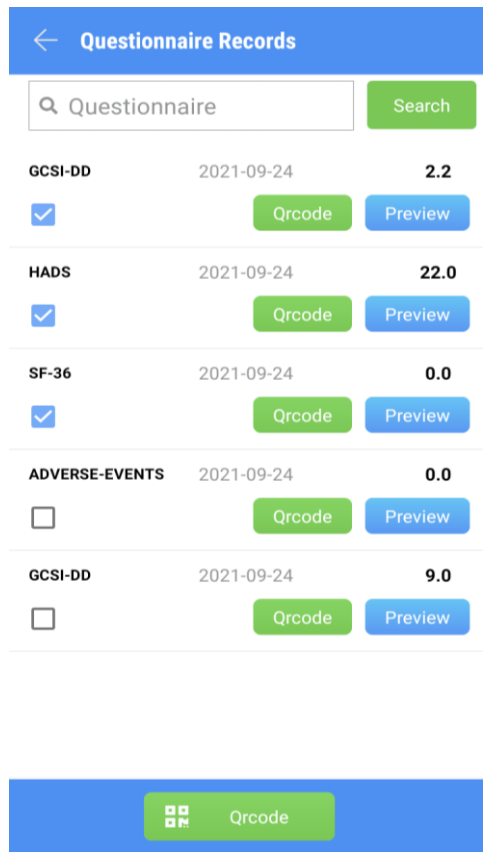 Questionnaire Records
Questionnaire Search
GCSI-DD 2021-09-24 2.2
Qrcode Preview
HADS 2021-09-24 22.0
Qrcode Preview
SF-36 2021-09-24 0.0
Qrcode Preview
ADVERSE-EVENTS 2021-09-24 0.0
Qrcode Preview
GCSI-DD 2021-09-24 9.0
Qrcode Preview
Qrcode